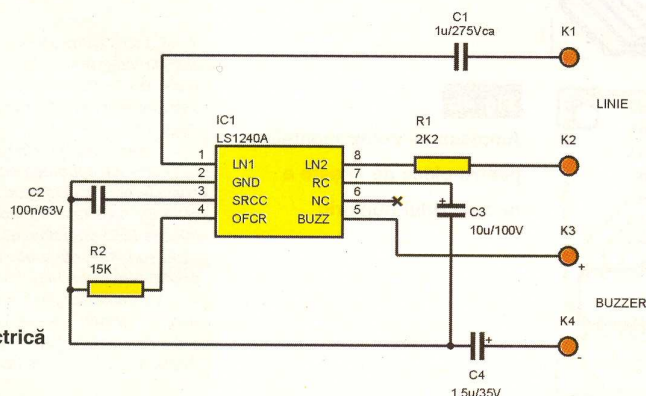 C1
1u/275Vca
K1
LINIE
IC1
LS1240A
R1
2K2
K2
1 LN1 LN2 8
2 GND RC 7
3 SRCC NC 6
4 OFCR BUZZ 5
C2
100n/63V
+
C3
10u/100V
R2
15K
K3
+
BUZZER
ctrică
K4
-
+
C4
1.5u/35V